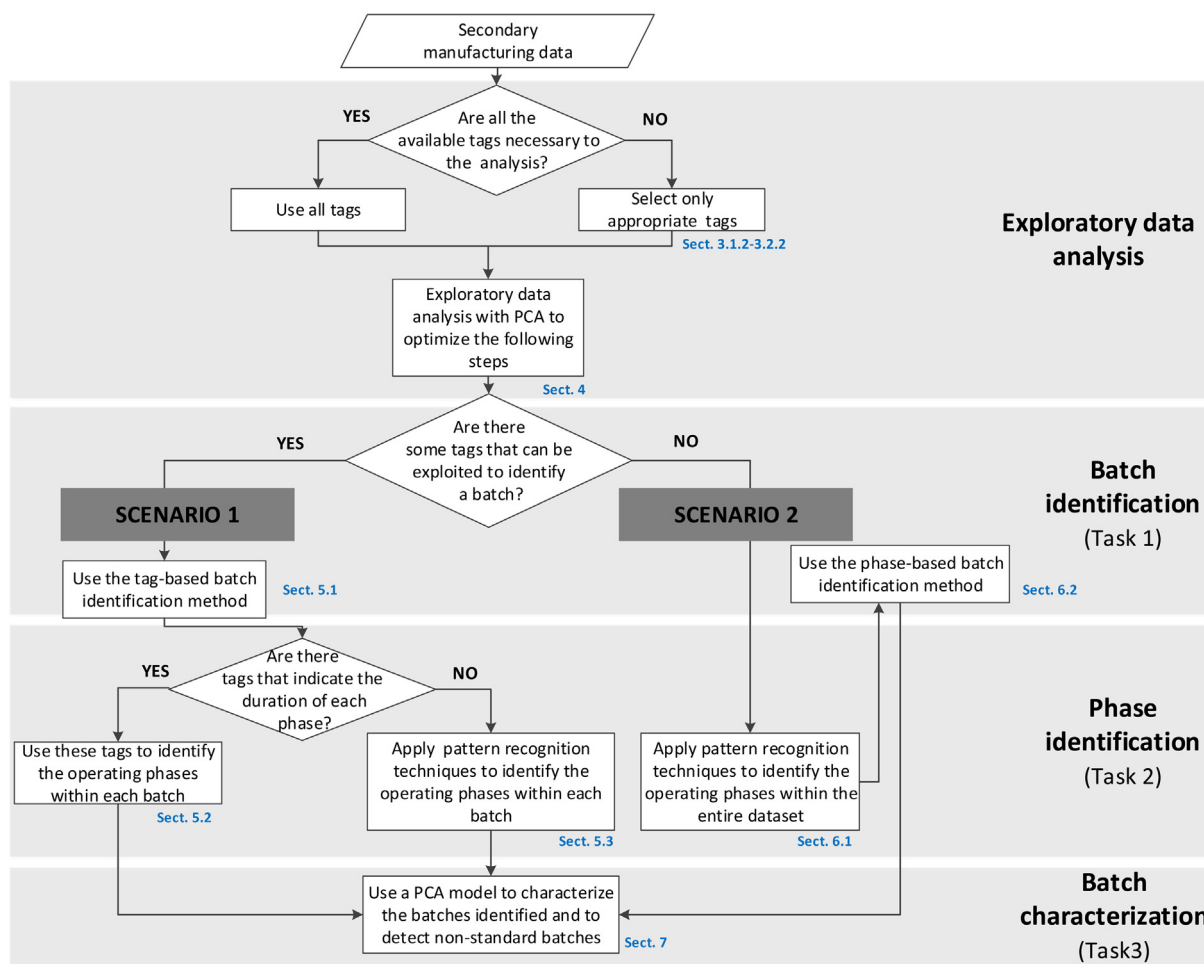 Secondary
manufacturing data
Are all the
available tags necessary to
the analysis?
YES
NO
Use all tags
Select only
appropriate tags
Sect. 3.1.2-3.2.2
Exploratory data
analysis
Exploratory data
analysis with PCA to
optimize the following
steps
Sect. 4
Are there
some tags that can be
exploited to identify
a batch?
YES
NO
Batch
identification
(Task 1)
SCENARIO 1
SCENARIO 2
Use the tag-based batch
identification method
Sect. 5.1
Use the phase-based batch
identification method
Sect. 6.2
Are there
tags that indicate the
duration of each
phase?
YES
NO
Phase
identification
(Task 2)
Use these tags to identify
the operating phases
within each batch
Sect. 5.2
Apply pattern recognition
techniques to identify the
operating phases within each
batch
Sect. 5.3
Apply pattern recognition
techniques to identify the
operating phases within the
entire dataset
Sect. 6.1
Use a PCA model to characterize
the batches identified and to
detect non-standard batches
Sect. 7
Batch
characterization
(Task3)